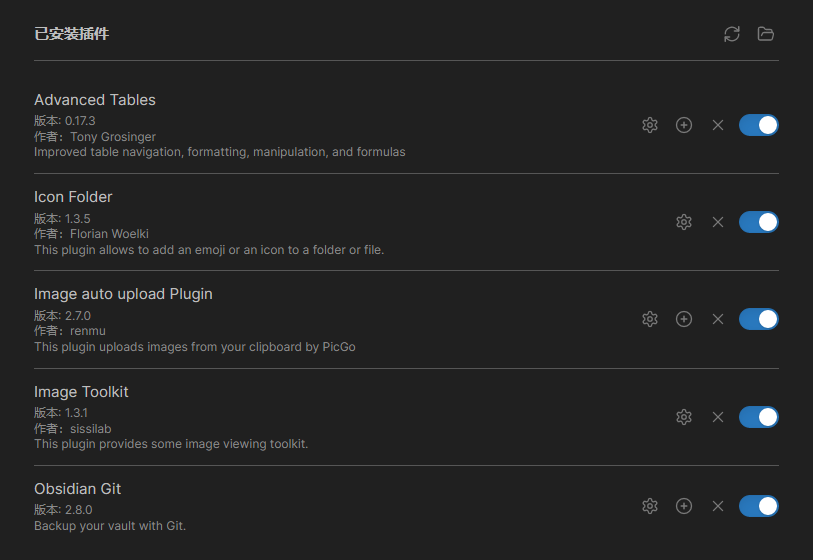 已安装插件
Advanced Tables
版本: 0.17.3
作者：Tony Grosinger
Improved table navigation, formatting, manipulation, and formulas
Icon Folder
版本: 1.3.5
作者：Florian Woelki
This plugin allows to add an emoji or an icon to a folder or file.
Image auto upload Plugin
版本: 2.7.0
作者：renmu
This plugin uploads images from your clipboard by PicGo
Image Toolkit
版本: 1.3.1
作者：sissilab
This plugin provides some image viewing toolkit.
Obsidian Git
版本: 2.8.0
Backup your vault with Git.